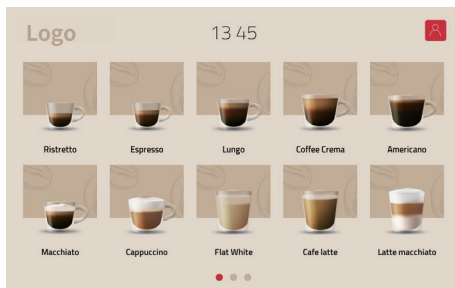 Logo
13 45
Ristretto
Espresso
Lungo
Coffee Crema
Americano
Macchiato
Cappuccino
Flat White
Cafe latte
Latte macchiato